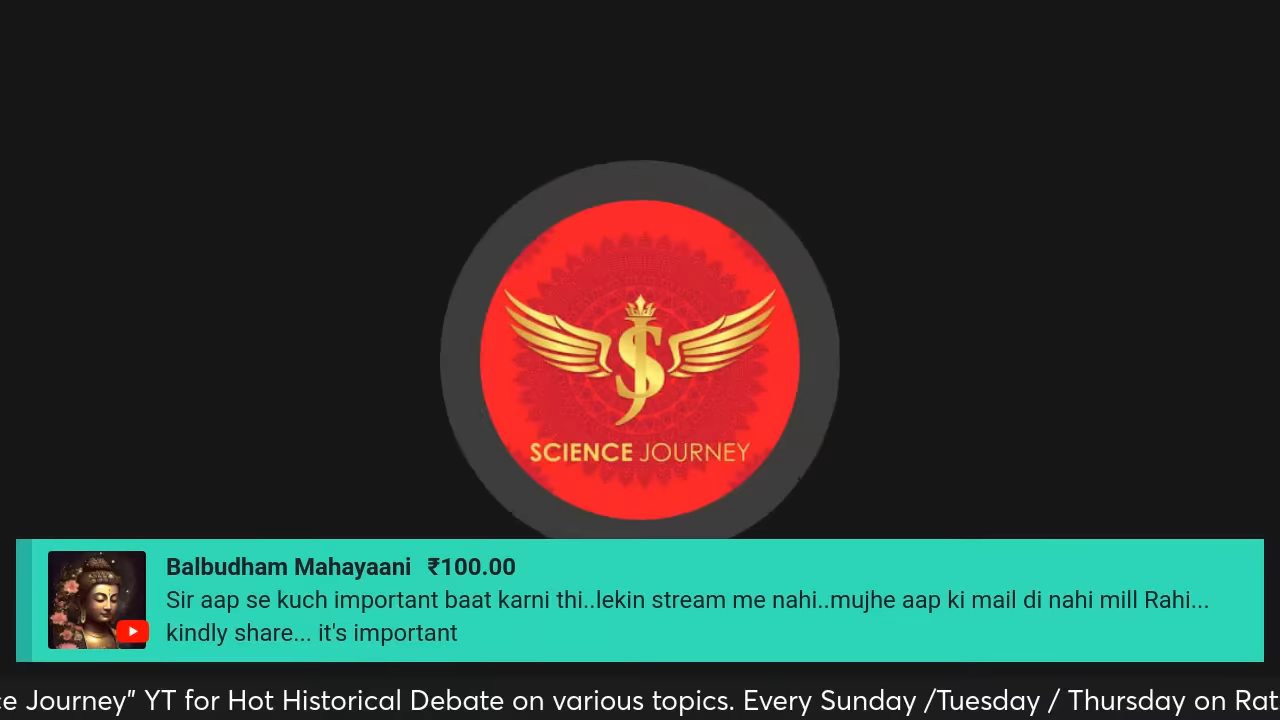 SCIENCE JOURNEY
Balbudham Mahayaani ₹100.00
Sir aap se kuch important baat karni thi..lekin stream me nahi..mujhe aap ki mail di nahi mill Rahi...
kindly share... it's important
ce Journey” YT for Hot Historical Debate on various topics. Every Sunday /Tuesday / Thursday on Rat